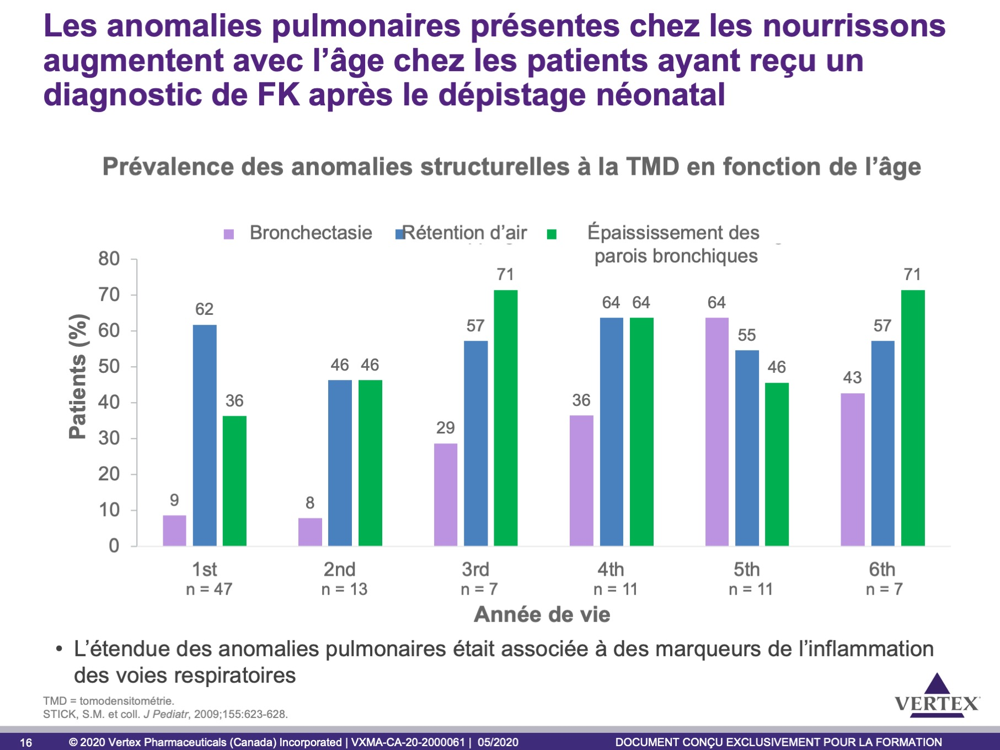 Les anomalies pulmonaires présentes chez les nourrissons
augmentent avec l’âge chez les patients ayant reçu un
diagnostic de FK après le dépistage néonatal
Prévalence des anomalies structurelles à la TMD en fonction de l’âge
Bronchectasie Rétention d’air Épaississement des
parois bronchiques
Patients (%)
80
70
60
50
40
30
20
10
0
9 62 36
8 46 46
29 57 71
36 64 64
64 55 46
43 57 71
1st 2nd 3rd 4th 5th 6th
n = 47 n = 13 n = 7 n = 11 n = 11 n = 7
Année de vie
• L’étendue des anomalies pulmonaires était associée à des marqueurs de l’inflammation
des voies respiratoires
TMD = tomodensitométrie.
STICK, S.M. et coll. J Pediatr, 2009;155:623-628.
VERTEX
16 © 2020 Vertex Pharmaceuticals (Canada) Incorporated | VXMA-CA-20-2000061 | 05/2020 DOCUMENT CONÇU EXCLUSIVEMENT POUR LA FORMATION